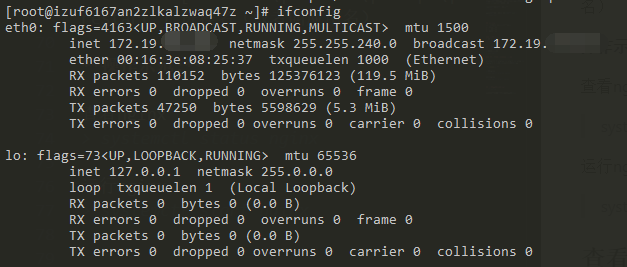 [root@izuf6167an2zlkalzwaq47z ~]# ifconfig
eth0: flags=4163<UP,BROADCAST,RUNNING,MULTICAST>  mtu 1500
        inet 172.19.  netmask 255.255.240.0  broadcast 172.19.
        ether 00:16:3e:08:25:37  txqueuelen 1000  (Ethernet)
        RX packets 110152  bytes 125376123 (119.5 MiB)
        RX errors 0  dropped 0  overruns 0  frame 0
        TX packets 47250  bytes 5598629 (5.3 MiB)
        TX errors 0  dropped 0 overruns 0  carrier 0  collisions 0

lo: flags=73<UP,LOOPBACK,RUNNING>  mtu 65536
        inet 127.0.0.1  netmask 255.0.0.0
        loop  txqueuelen 1  (Local Loopback)
        RX packets 0  bytes 0 (0.0 B)
        RX errors 0  dropped 0  overruns 0  frame 0
        TX packets 0  bytes 0 (0.0 B)
        TX errors 0  dropped 0 overruns 0  carrier 0  collisions 0